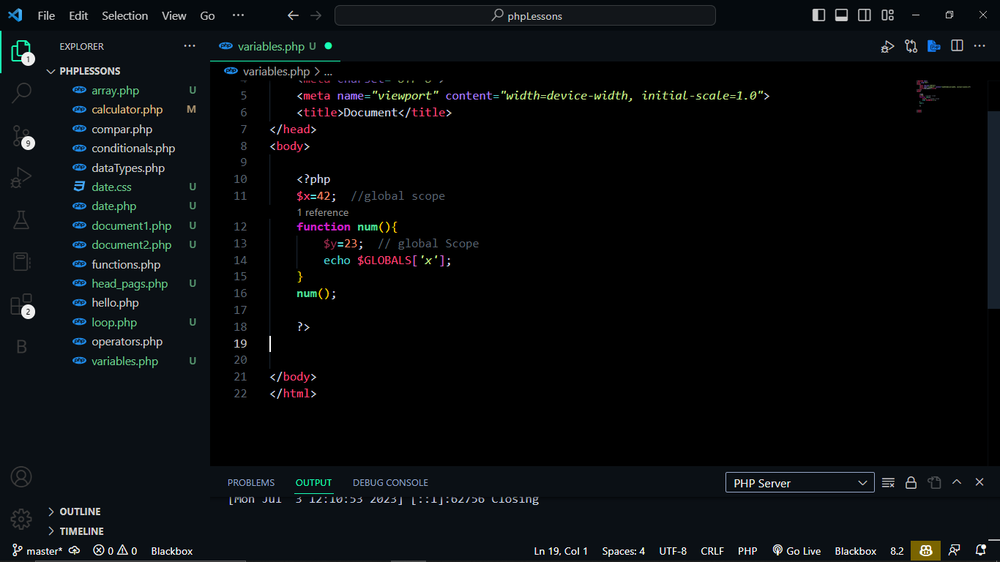 File Edit Selection View Go ··· phpLessons
EXPLORER ···
PHPLESSONS
array.php U
calculator.php M
compar.php
conditionals.php
dataTypes.php
date.css U
date.php U
document1.php U
document2.php U
functions.php
head_pags.php U
hello.php
loop.php U
operators.php
variables.php U
OUTLINE
TIMELINE
1
9
2
B
variables.php U
variables.php > ...
4 <meta charset="UTF-8">
5 <meta name="viewport" content="width=device-width, initial-scale=1.0">
6 <title>Document</title>
7 </head>
8 <body>
9
10 <?php
11 $x=42; //global scope
1 reference
12 function num(){
13 $y=23; // global Scope
14 echo $GLOBALS['x'];
15 }
16 num();
17
18 ?>
19
20
21 </body>
22 </html>
PROBLEMS OUTPUT DEBUG CONSOLE PHP Server
[Mon Jul 3 12:10:53 2023] [::1]:62756 Closing
master* 0 0 Blackbox Ln 19, Col 1 Spaces: 4 UTF-8 CRLF PHP Go Live Blackbox 8.2